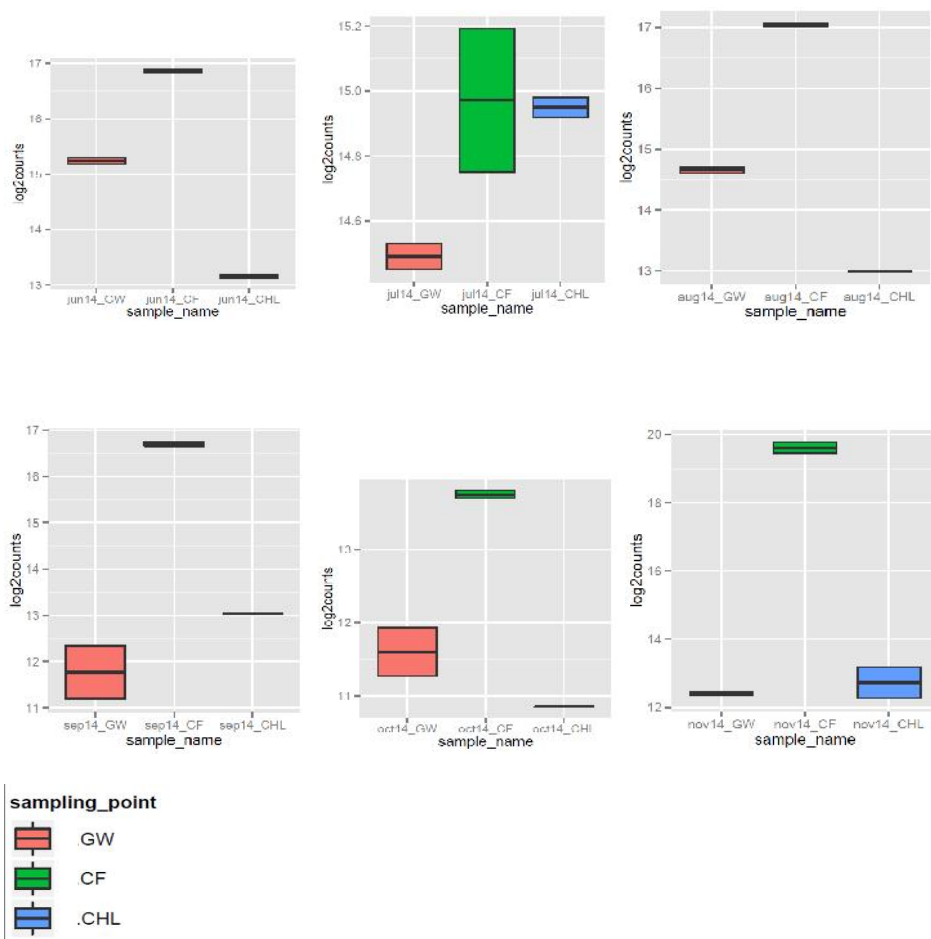 log2counts
17
16
15
14
13
jun14_GW jun14_CF jun14_CHL
sample_name
log2counts
15.2
15.0
14.8
14.6
jul14_GW jul14_CF jul14_CHL
sample_name
log2counts
17
16
15
14
13
aug14_GW aug14_CF aug14_CHL
sample_name
log2counts
17
16
15
14
13
12
11
sep14_GW sep14_CF sep14_CHL
sample_name
log2counts
13
12
11
oct14_GW oct14_CF oct14_CHL
sample_name
log2counts
20
18
16
14
12
nov14_GW nov14_CF nov14_CHL
sample_name
sampling_point
.GW
.CF
.CHL